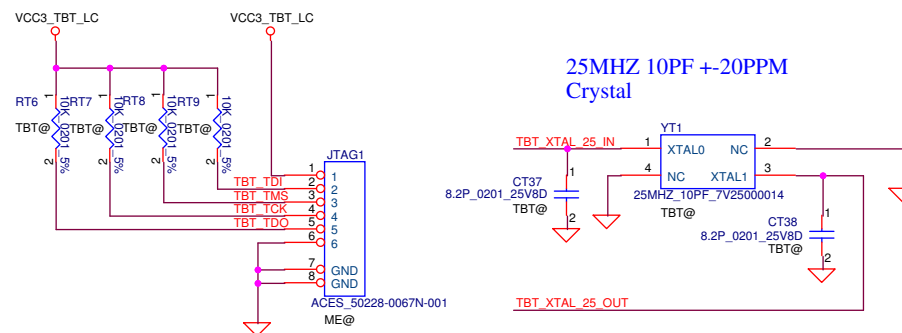 VCC3_TBT_LC
VCC3_TBT_LC
RT6
1
10K_0201_5%
TBT@
2
RT7
1
10K_0201_5%
TBT@
2
RT8
1
10K_0201_5%
TBT@
2
RT9
1
10K_0201_5%
TBT@
2
JTAG1
1 1
TBT_TDI 2 2
TBT_TMS 3 3
TBT_TCK 4 4
TBT_TDO 5 5
6 6
7 GND
8 GND
ACES_50228-0067N-001
ME@
25MHZ 10PF +-20PPM
Crystal
YT1
TBT_XTAL_25_IN 1 XTAL0 NC 2
4 NC XTAL1 3
25MHZ_10PF_7V25000014
TBT@
1
CT37
8.2P_0201_25V8D
TBT@
2
1
CT38
8.2P_0201_25V8D
TBT@
2
TBT_XTAL_25_OUT